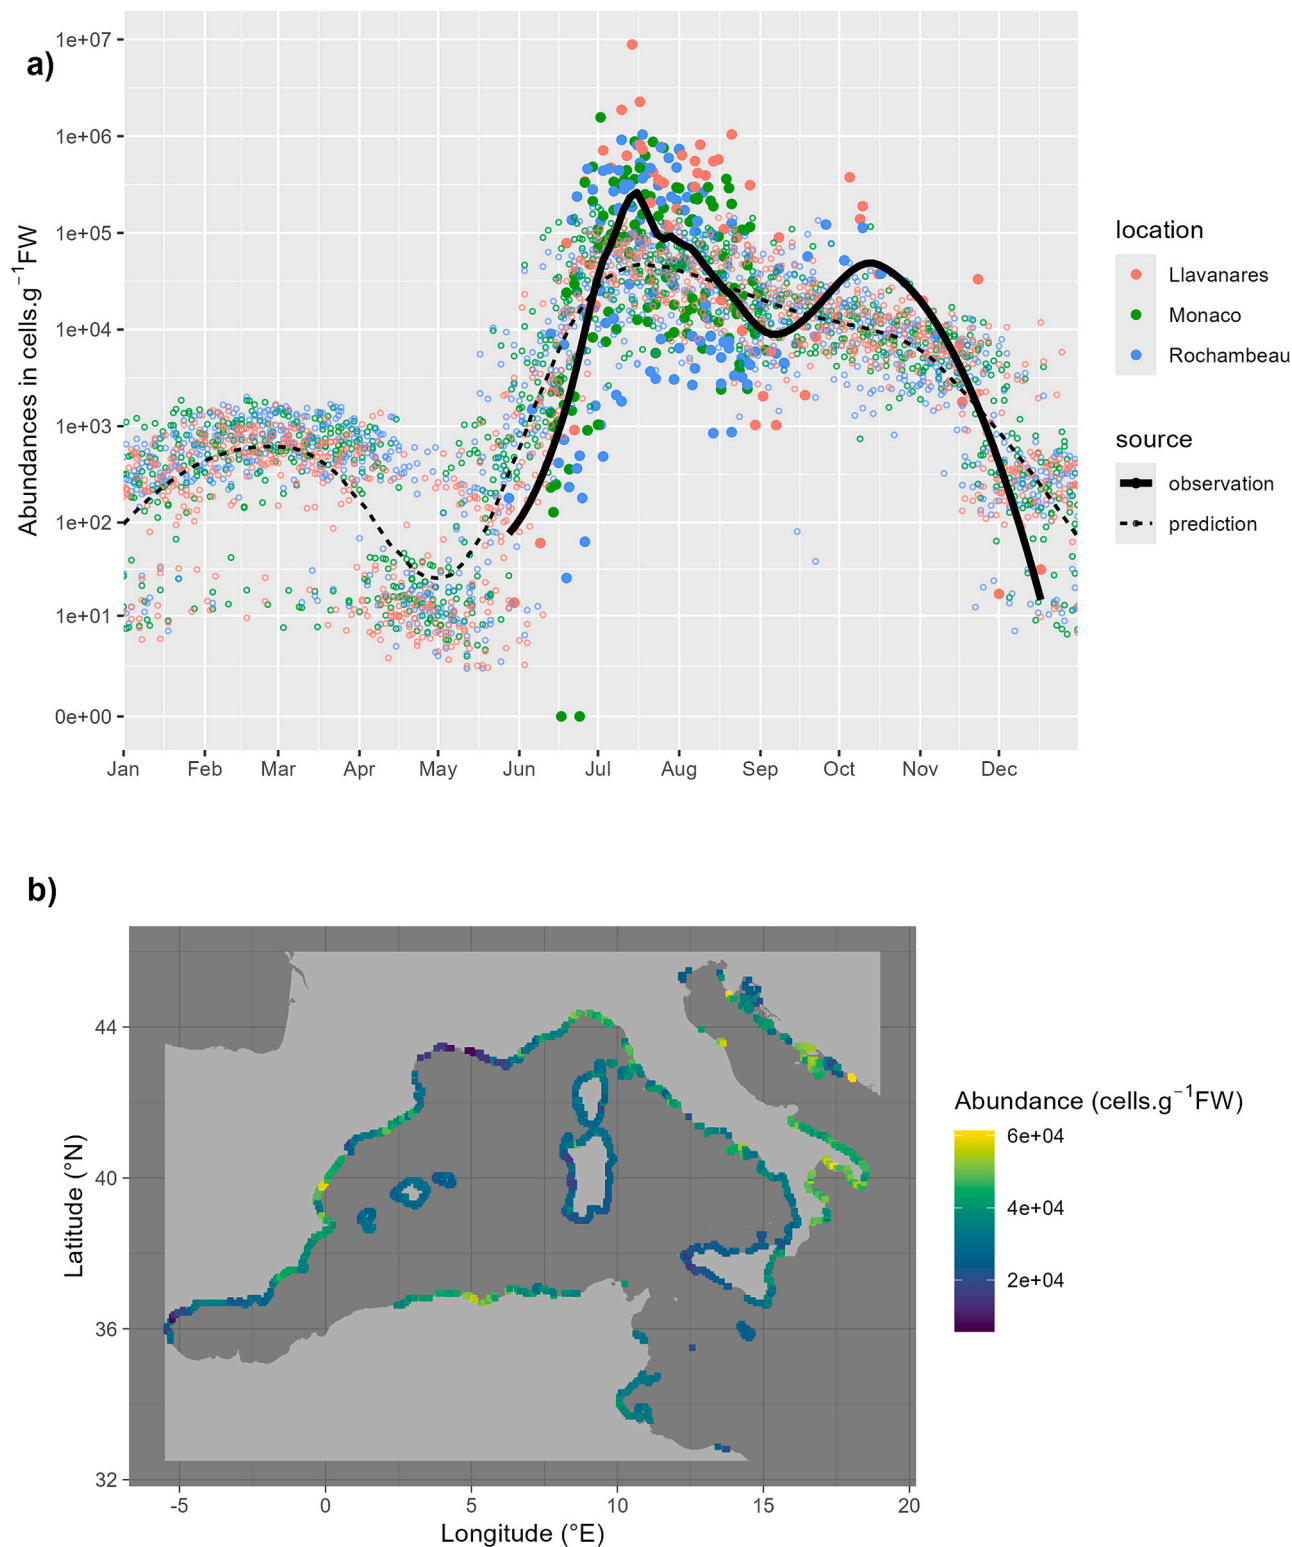 a)
1e+07
1e+06
1e+05
1e+04
1e+03
1e+02
1e+01
0e+00
Abundances in cells.g⁻¹FW
Jan Feb Mar Apr May Jun Jul Aug Sep Oct Nov Dec
location
Llavanares
Monaco
Rochambeau
source
observation
prediction
b)
44
40
36
32
Latitude (°N)
-5 0 5 10 15 20
Longitude (°E)
Abundance (cells.g⁻¹FW)
6e+04
4e+04
2e+04